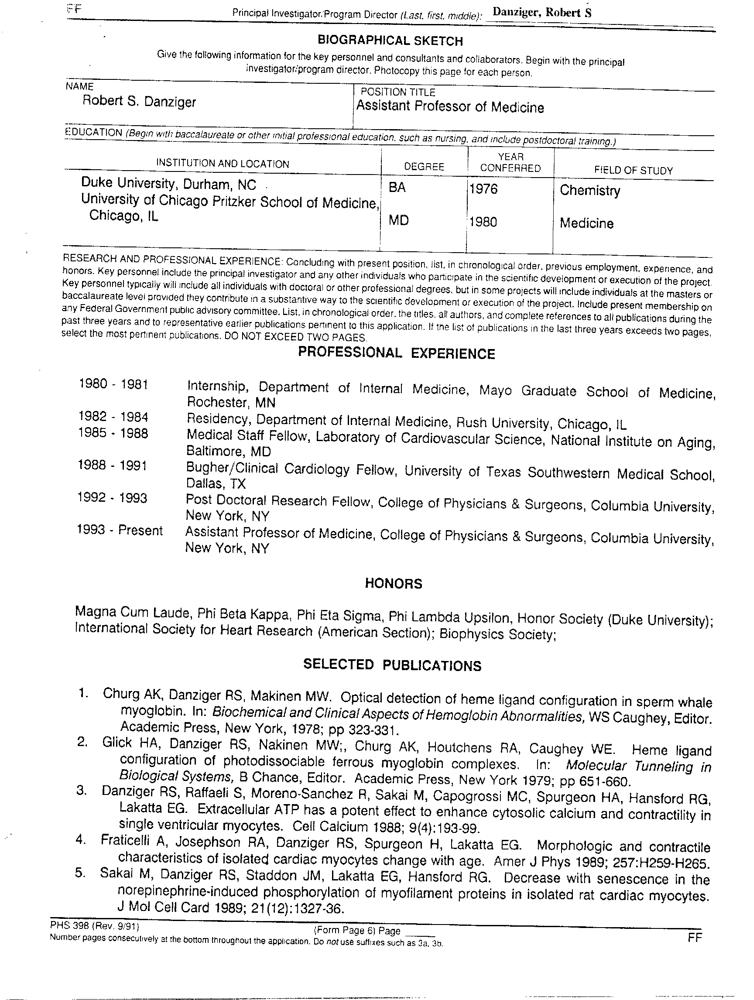 FF
Principal Investigator/Program Director (Last, first, middle): Danziger, Robert S
BIOGRAPHICAL SKETCH
Give the following information for the key personnel and consultants and collaborators. Begin with the principal
investigator/program director. Photocopy this page for each person.
NAME
Robert S. Danziger
POSITION TITLE
Assistant Professor of Medicine
EDUCATION (Begin with baccalaureate or other initial professional education, such as nursing, and include postdoctoral training.)
INSTITUTION AND LOCATION
DEGREE
YEAR
CONFERRED
FIELD OF STUDY
Duke University, Durham, NC
BA
1976
Chemistry
University of Chicago Pritzker School of Medicine,
Chicago, IL
MD
1980
Medicine
RESEARCH AND PROFESSIONAL EXPERIENCE: Concluding with present position, list, in chronological order, previous employment, experience, and
honors. Key personnel include the principal investigator and any other individuals who participate in the scientific development or execution of the project.
Key personnel typically will include all individuals with doctoral or other professional degrees, but in some projects will include individuals at the masters or
baccalaureate level provided they contribute in a substantive way to the scientific development or execution of the project. Include present membership on
any Federal Government public advisory committee. List, in chronological order, the titles, all authors, and complete references to all publications during the
past three years and to representative earlier publications pertinent to this application. If the list of publications in the last three years exceeds two pages,
select the most pertinent publications. DO NOT EXCEED TWO PAGES.
PROFESSIONAL EXPERIENCE
1980 - 1981 Internship, Department of Internal Medicine, Mayo Graduate School of Medicine,
Rochester, MN
1982 - 1984 Residency, Department of Internal Medicine, Rush University, Chicago, IL
1985 - 1988 Medical Staff Fellow, Laboratory of Cardiovascular Science, National Institute on Aging,
Baltimore, MD
1988 - 1991 Bugher/Clinical Cardiology Fellow, University of Texas Southwestern Medical School,
Dallas, TX
1992 - 1993 Post Doctoral Research Fellow, College of Physicians & Surgeons, Columbia University,
New York, NY
1993 - Present Assistant Professor of Medicine, College of Physicians & Surgeons, Columbia University,
New York, NY
HONORS
Magna Cum Laude, Phi Beta Kappa, Phi Eta Sigma, Phi Lambda Upsilon, Honor Society (Duke University);
International Society for Heart Research (American Section); Biophysics Society;
SELECTED PUBLICATIONS
1. Churg AK, Danziger RS, Makinen MW. Optical detection of heme ligand configuration in sperm whale
myoglobin. In: Biochemical and Clinical Aspects of Hemoglobin Abnormalities, WS Caughey, Editor.
Academic Press, New York, 1978; pp 323-331.
2. Glick HA, Danziger RS, Nakinen MW;, Churg AK, Houtchens RA, Caughey WE. Heme ligand
configuration of photodissociable ferrous myoglobin complexes. In: Molecular Tunneling in
Biological Systems, B Chance, Editor. Academic Press, New York 1979; pp 651-660.
3. Danziger RS, Raffaeli S, Moreno-Sanchez R, Sakai M, Capogrossi MC, Spurgeon HA, Hansford RG,
Lakatta EG. Extracellular ATP has a potent effect to enhance cytosolic calcium and contractility in
single ventricular myocytes. Cell Calcium 1988; 9(4):193-99.
4. Fraticelli A, Josephson RA, Danziger RS, Spurgeon H, Lakatta EG. Morphologic and contractile
characteristics of isolated cardiac myocytes change with age. Amer J Phys 1989; 257:H259-H265.
5. Sakai M, Danziger RS, Staddon JM, Lakatta EG, Hansford RG. Decrease with senescence in the
norepinephrine-induced phosphorylation of myofilament proteins in isolated rat cardiac myocytes.
J Mol Cell Card 1989; 21(12):1327-36.
PHS 398 (Rev. 9/91)
(Form Page 6) Page ____
FF
Number pages consecutively at the bottom throughout the application. Do not use suffixes such as 3a, 3b.